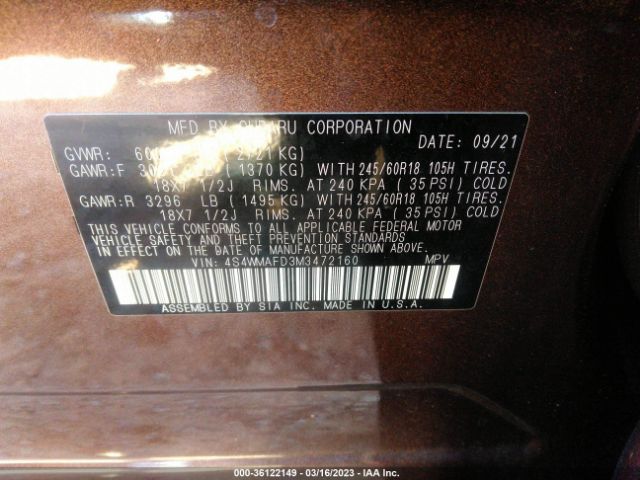 MFD BY SUBARU CORPORATION DATE: 09/21
GVWR: (2721 KG)
GAWR:F LB (1370 KG) WITH 245/60R18 105H TIRES.
18X7 1/2J RIMS. AT 240 KPA (35 PSI) COLD
GAWR:R 3296 LB (1495 KG) WITH 245/60R18 105H TIRES.
18X7 1/2J RIMS. AT 240 KPA (35 PSI) COLD
THIS VEHICLE CONFORMS TO ALL APPLICABLE FEDERAL MOTOR
VEHICLE SAFETY AND THEFT PREVENTION STANDARDS
IN EFFECT ON THE DATE OF MANUFACTURE SHOWN ABOVE.
VIN: 4S4WMAFD3M3472160 MPV
ASSEMBLED BY SIA INC. MADE IN U.S.A.
000-36122149 - 03/16/2023 - IAA Inc.